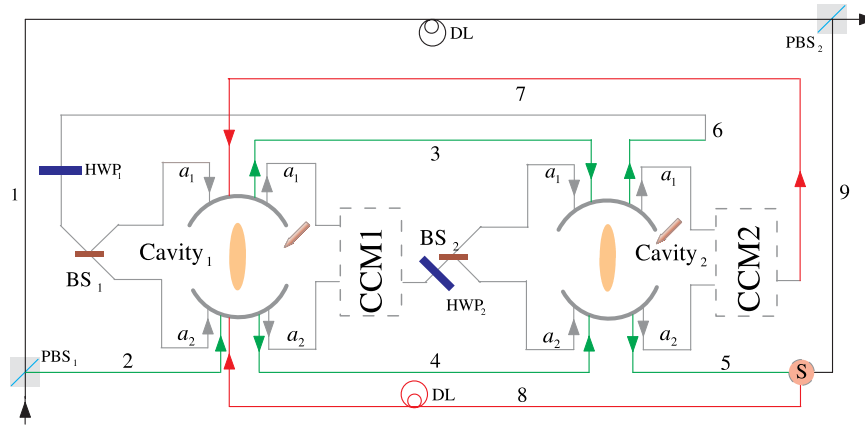 DL
PBS₂
7
6
3
HWP₁
a₁
a₁
a₁
a₁
1
9
BS₁
Cavity₁
CCM1
BS₂
HWP₂
Cavity₂
CCM2
a₂
a₂
a₂
a₂
PBS₁
2
4
5
S
8
DL